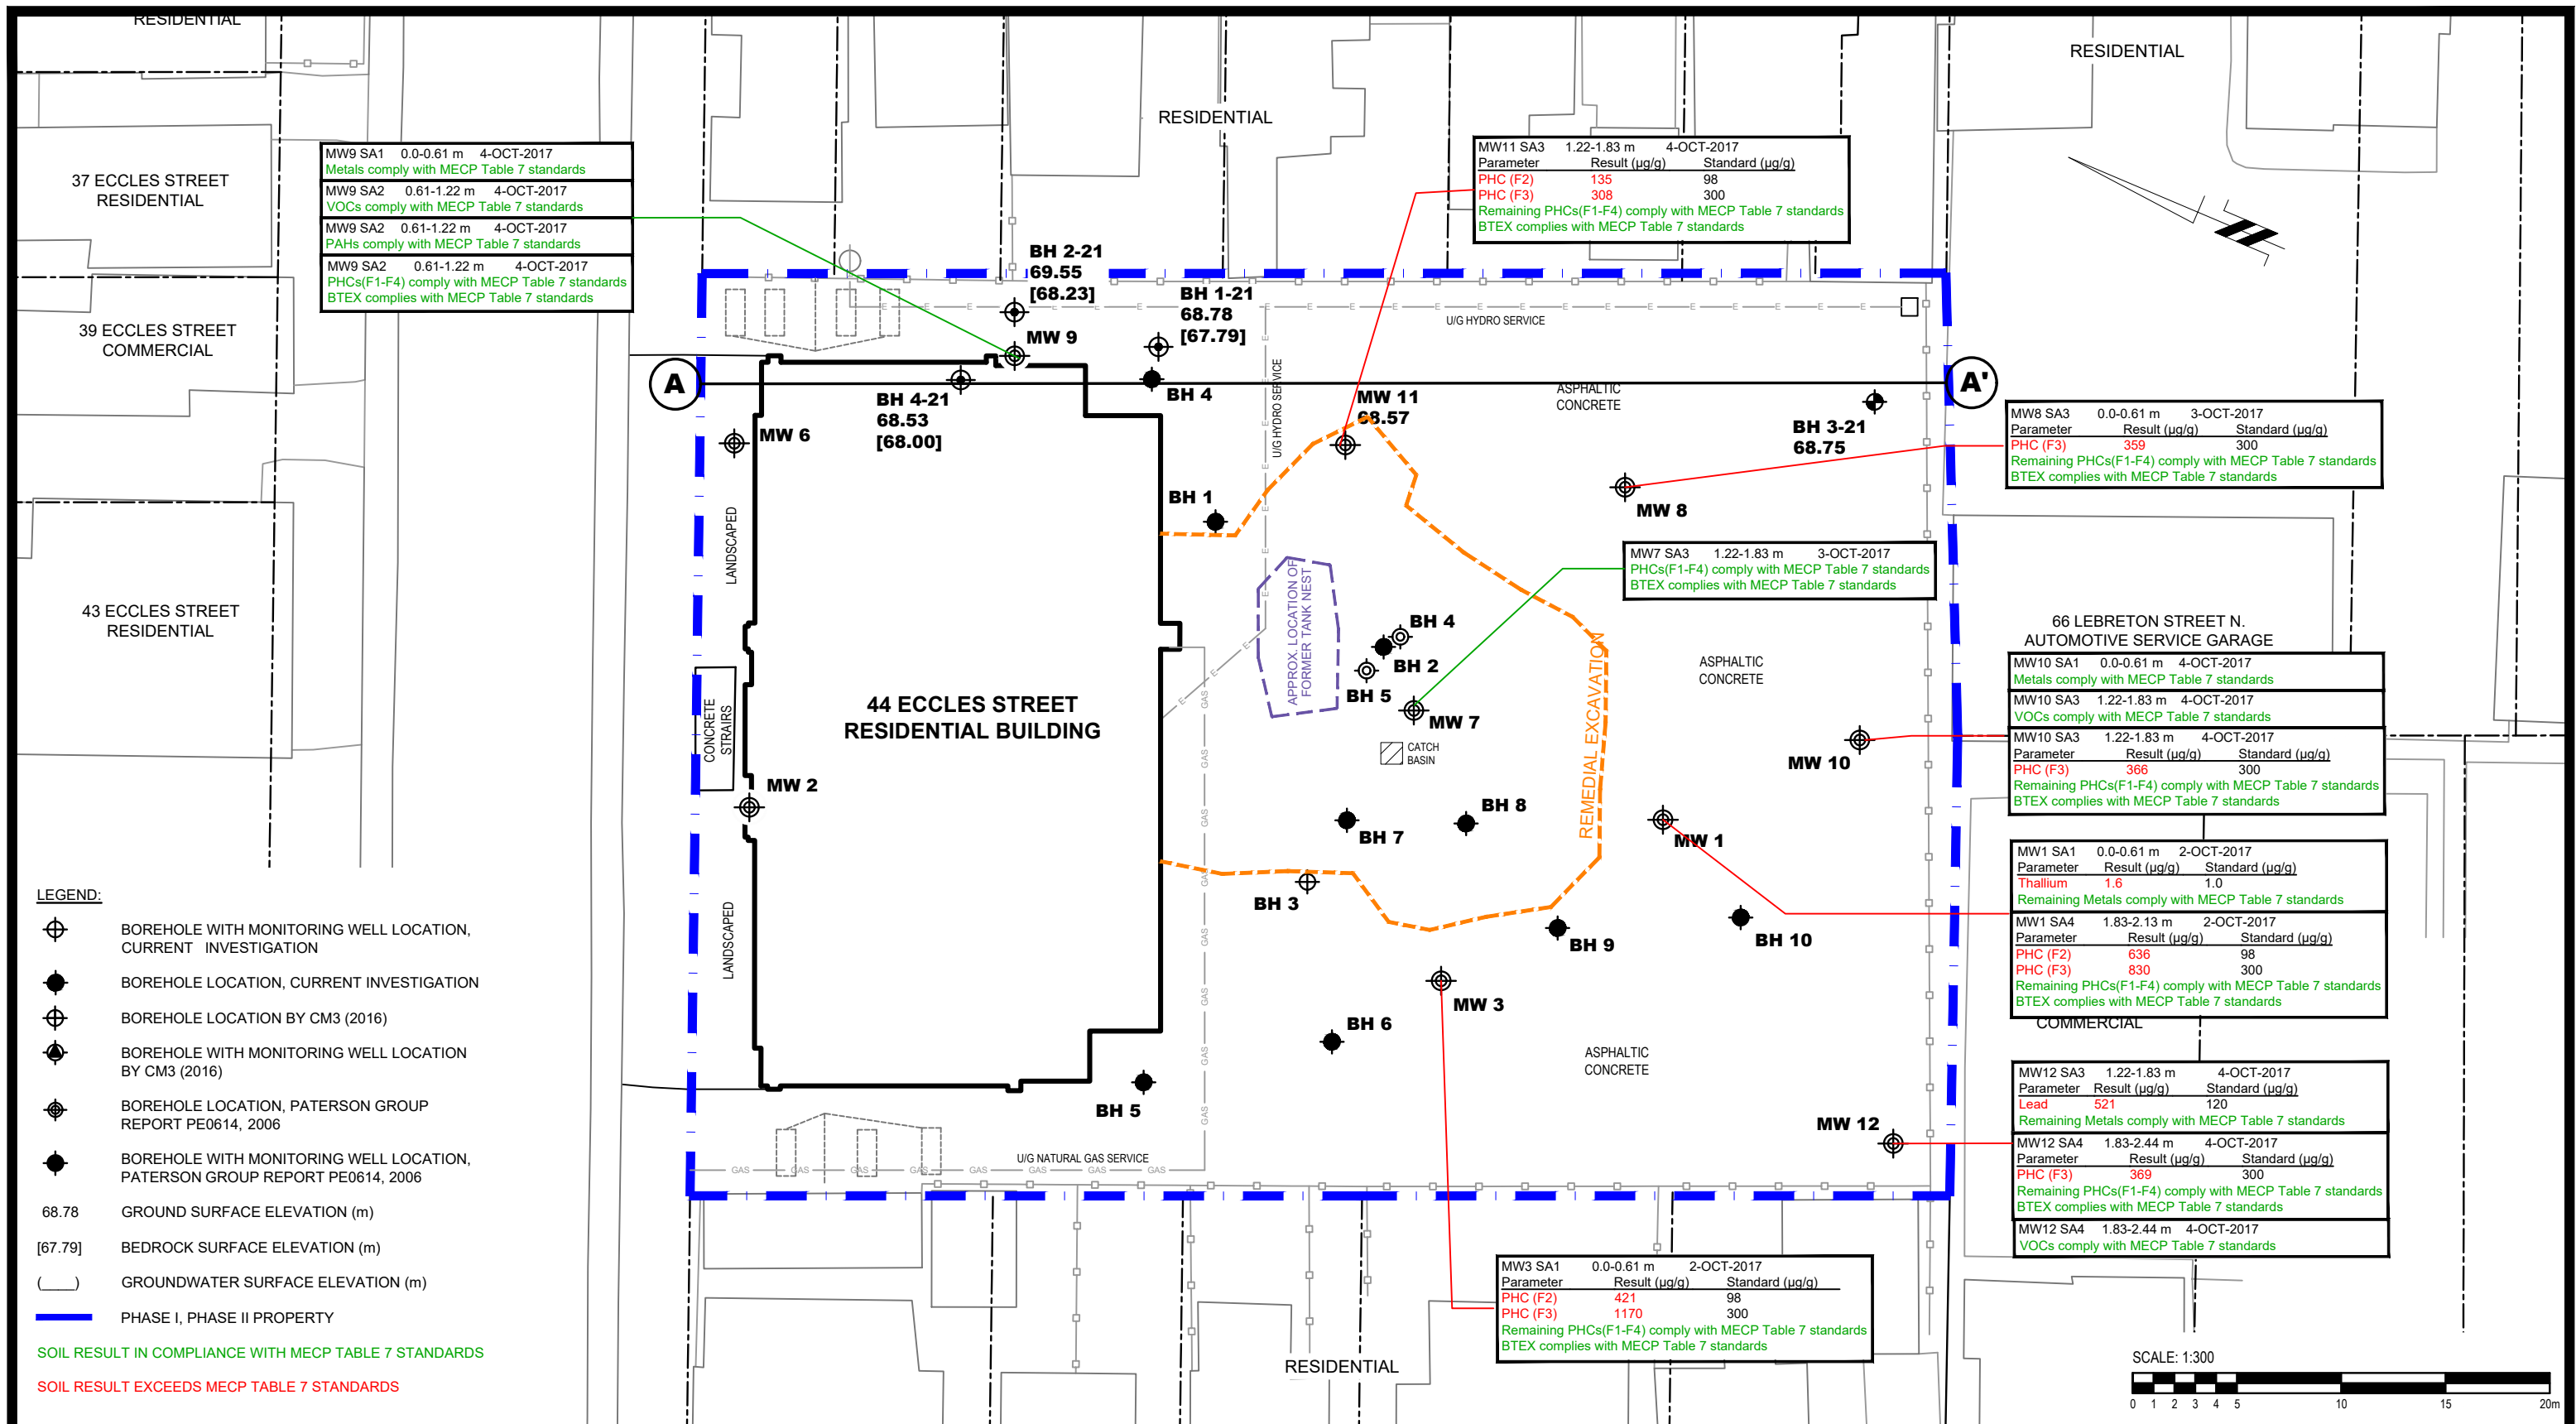 RESIDENTIAL
RESIDENTIAL
RESIDENTIAL
37 ECCLES STREET
RESIDENTIAL
39 ECCLES STREET
COMMERCIAL
43 ECCLES STREET
RESIDENTIAL
MW9 SA1 0.0-0.61 m 4-OCT-2017
Metals comply with MECP Table 7 standards
MW9 SA2 0.61-1.22 m 4-OCT-2017
VOCs comply with MECP Table 7 standards
MW9 SA2 0.61-1.22 m 4-OCT-2017
PAHs comply with MECP Table 7 standards
MW9 SA2 0.61-1.22 m 4-OCT-2017
PHCs(F1-F4) comply with MECP Table 7 standards
BTEX complies with MECP Table 7 standards
MW11 SA3 1.22-1.83 m 4-OCT-2017
Parameter Result (µg/g) Standard (µg/g)
PHC (F2) 135 98
PHC (F3) 308 300
Remaining PHCs(F1-F4) comply with MECP Table 7 standards
BTEX complies with MECP Table 7 standards
BH 2-21
69.55
[68.23]
BH 1-21
68.78
[67.79]
MW 9
U/G HYDRO SERVICE
U/G HYDRO SERVICE
A
A'
BH 4
BH 4-21
68.53
[68.00]
MW 6
MW 11
68.57
ASPHALTIC
CONCRETE
BH 3-21
68.75
MW8 SA3 0.0-0.61 m 3-OCT-2017
Parameter Result (µg/g) Standard (µg/g)
PHC (F3) 359 300
Remaining PHCs(F1-F4) comply with MECP Table 7 standards
BTEX complies with MECP Table 7 standards
BH 1
MW 8
LANDSCAPED
MW7 SA3 1.22-1.83 m 3-OCT-2017
PHCs(F1-F4) comply with MECP Table 7 standards
BTEX complies with MECP Table 7 standards
APPROX. LOCATION OF
FORMER TANK NEST
BH 4
BH 2
BH 5
MW 7
CATCH
BASIN
REMEDIAL EXCAVATION
ASPHALTIC
CONCRETE
66 LEBRETON STREET N.
AUTOMOTIVE SERVICE GARAGE
MW10 SA1 0.0-0.61 m 4-OCT-2017
Metals comply with MECP Table 7 standards
MW10 SA3 1.22-1.83 m 4-OCT-2017
VOCs comply with MECP Table 7 standards
MW10 SA3 1.22-1.83 m 4-OCT-2017
Parameter Result (µg/g) Standard (µg/g)
PHC (F3) 366 300
Remaining PHCs(F1-F4) comply with MECP Table 7 standards
BTEX complies with MECP Table 7 standards
44 ECCLES STREET
RESIDENTIAL BUILDING
CONCRETE
STRAIRS
MW 2
MW 10
BH 7
BH 8
MW 1
MW1 SA1 0.0-0.61 m 2-OCT-2017
Parameter Result (µg/g) Standard (µg/g)
Thallium 1.6 1.0
Remaining Metals comply with MECP Table 7 standards
MW1 SA4 1.83-2.13 m 2-OCT-2017
Parameter Result (µg/g) Standard (µg/g)
PHC (F2) 636 98
PHC (F3) 830 300
Remaining PHCs(F1-F4) comply with MECP Table 7 standards
BTEX complies with MECP Table 7 standards
COMMERCIAL
BH 3
BH 9
BH 10
LANDSCAPED
MW 3
BH 6
ASPHALTIC
CONCRETE
BH 5
MW 12
MW12 SA3 1.22-1.83 m 4-OCT-2017
Parameter Result (µg/g) Standard (µg/g)
Lead 521 120
Remaining Metals comply with MECP Table 7 standards
MW12 SA4 1.83-2.44 m 4-OCT-2017
Parameter Result (µg/g) Standard (µg/g)
PHC (F3) 369 300
Remaining PHCs(F1-F4) comply with MECP Table 7 standards
BTEX complies with MECP Table 7 standards
MW12 SA4 1.83-2.44 m 4-OCT-2017
VOCs comply with MECP Table 7 standards
U/G NATURAL GAS SERVICE
GAS GAS GAS GAS GAS GAS GAS GAS
GAS GAS GAS GAS GAS GAS GAS GAS
E E E E E E E E E E E E E E E E E E
MW3 SA1 0.0-0.61 m 2-OCT-2017
Parameter Result (µg/g) Standard (µg/g)
PHC (F2) 421 98
PHC (F3) 1170 300
Remaining PHCs(F1-F4) comply with MECP Table 7 standards
BTEX complies with MECP Table 7 standards
RESIDENTIAL
LEGEND:
BOREHOLE WITH MONITORING WELL LOCATION,
CURRENT INVESTIGATION
BOREHOLE LOCATION, CURRENT INVESTIGATION
BOREHOLE LOCATION BY CM3 (2016)
BOREHOLE WITH MONITORING WELL LOCATION
BY CM3 (2016)
BOREHOLE LOCATION, PATERSON GROUP
REPORT PE0614, 2006
BOREHOLE WITH MONITORING WELL LOCATION,
PATERSON GROUP REPORT PE0614, 2006
68.78 GROUND SURFACE ELEVATION (m)
[67.79] BEDROCK SURFACE ELEVATION (m)
(____) GROUNDWATER SURFACE ELEVATION (m)
PHASE I, PHASE II PROPERTY
SOIL RESULT IN COMPLIANCE WITH MECP TABLE 7 STANDARDS
SOIL RESULT EXCEEDS MECP TABLE 7 STANDARDS
SCALE: 1:300
0 1 2 3 4 5 10 15 20m